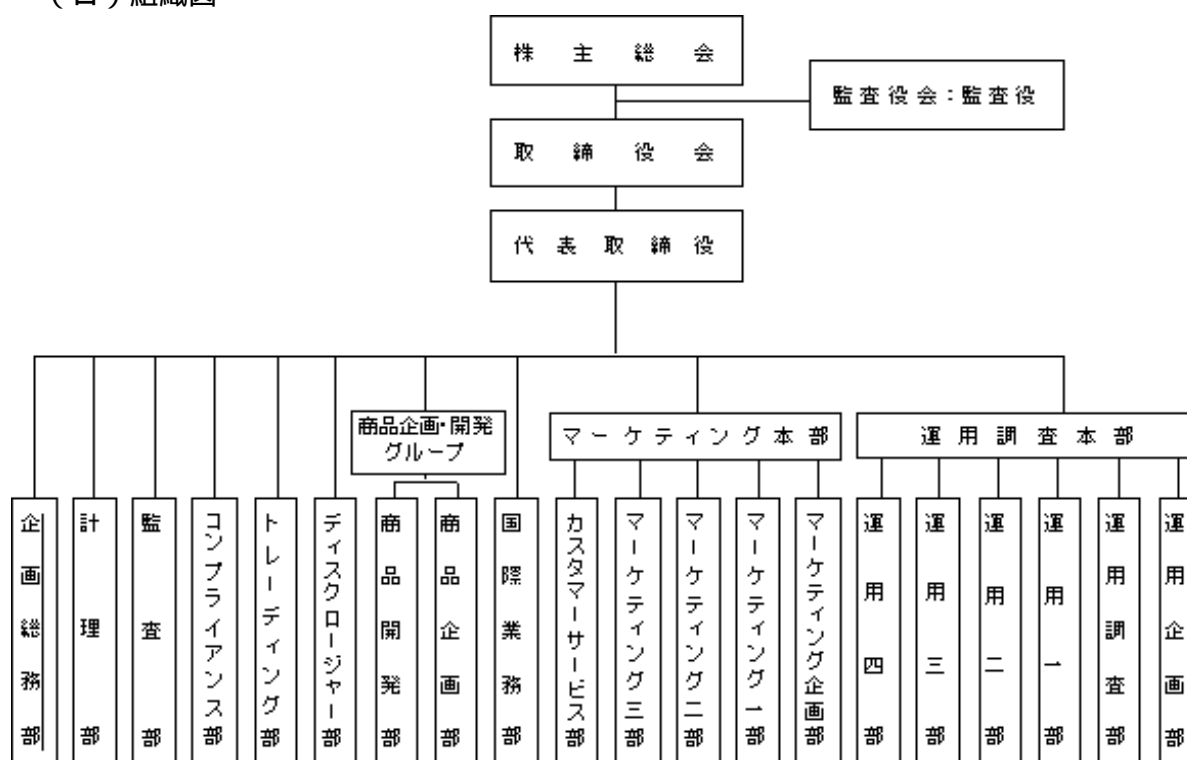 （ロ）組織図
株主総会
監査役会：監査役
取締役会
代表取締役
商品企画・開発
グループ
マーケティング本部
運用調査本部
企画総務部
計理部
監査部
コンプライアンス部
トレーディング部
ディスクロージャー部
商品開発部
商品企画部
国際業務部
カスタマーサービス部
マーケティング三部
マーケティング二部
マーケティング一部
マーケティング企画部
運用四部
運用三部
運用二部
運用一部
運用調査部
運用企画部